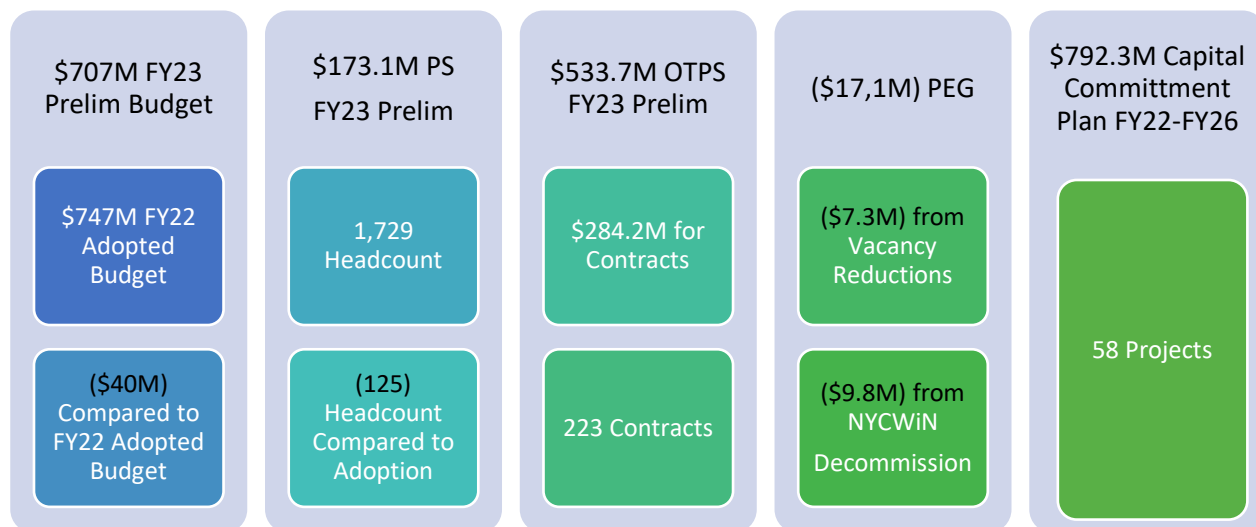 $707M FY23
Prelim Budget
$747M FY22
Adopted
Budget
($40M)
Compared to
FY22 Adopted
Budget
$173.1M PS
FY23 Prelim
1,729
Headcount
(125)
Headcount
Compared to
Adoption
$533.7M OTPS
FY23 Prelim
$284.2M for
Contracts
223 Contracts
($17,1M) PEG
($7.3M) from
Vacancy
Reductions
($9.8M) from
NYCWiN
Decommission
$792.3M Capital
Committment
Plan FY22-FY26
58 Projects